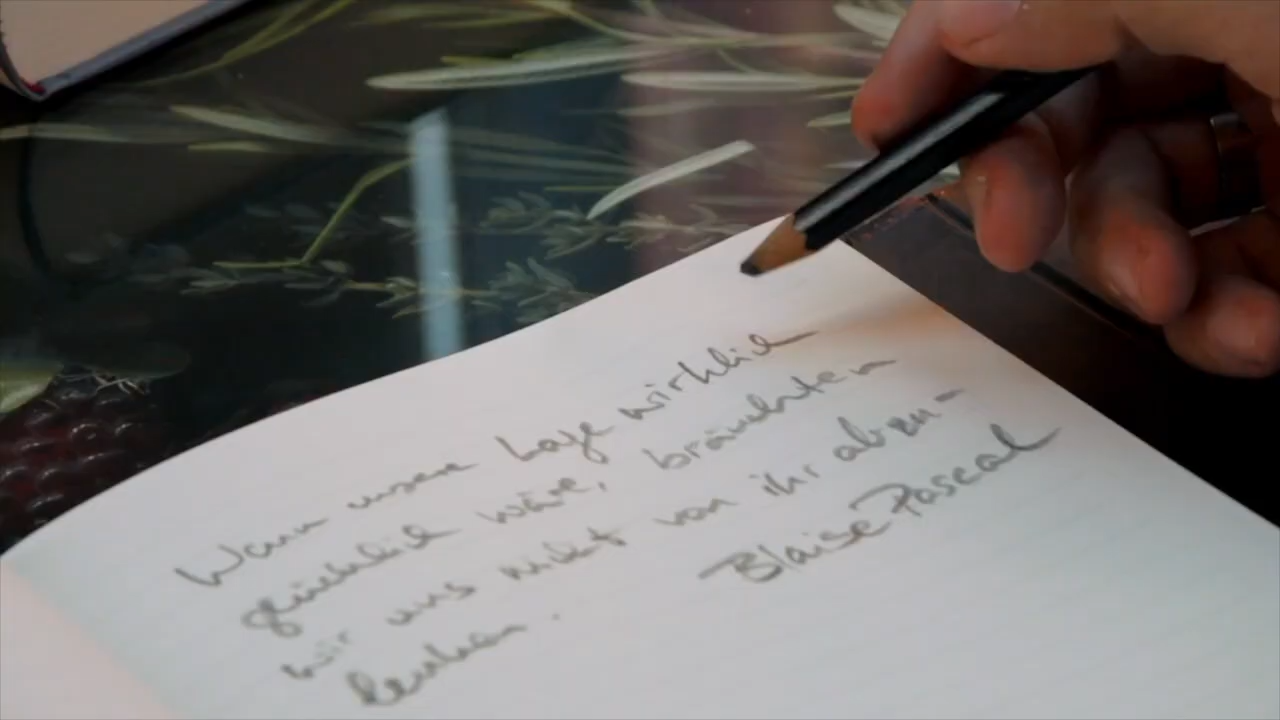 Wenn unsere Lage wirklich
glücklich wäre, bräuchten
wir uns nicht von ihr abzu-
lenken.
Blaise Pascal